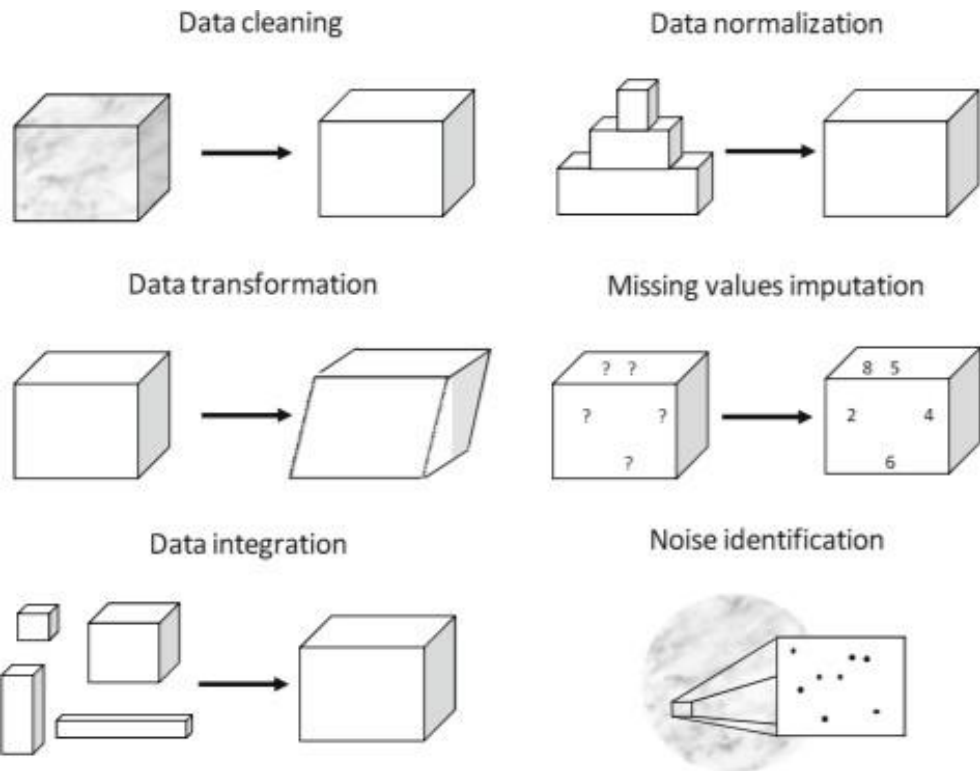 Data cleaning
Data normalization
Data transformation
Missing values imputation
? ?
? ?
?
8 5
2 4
6
Data integration
Noise identification